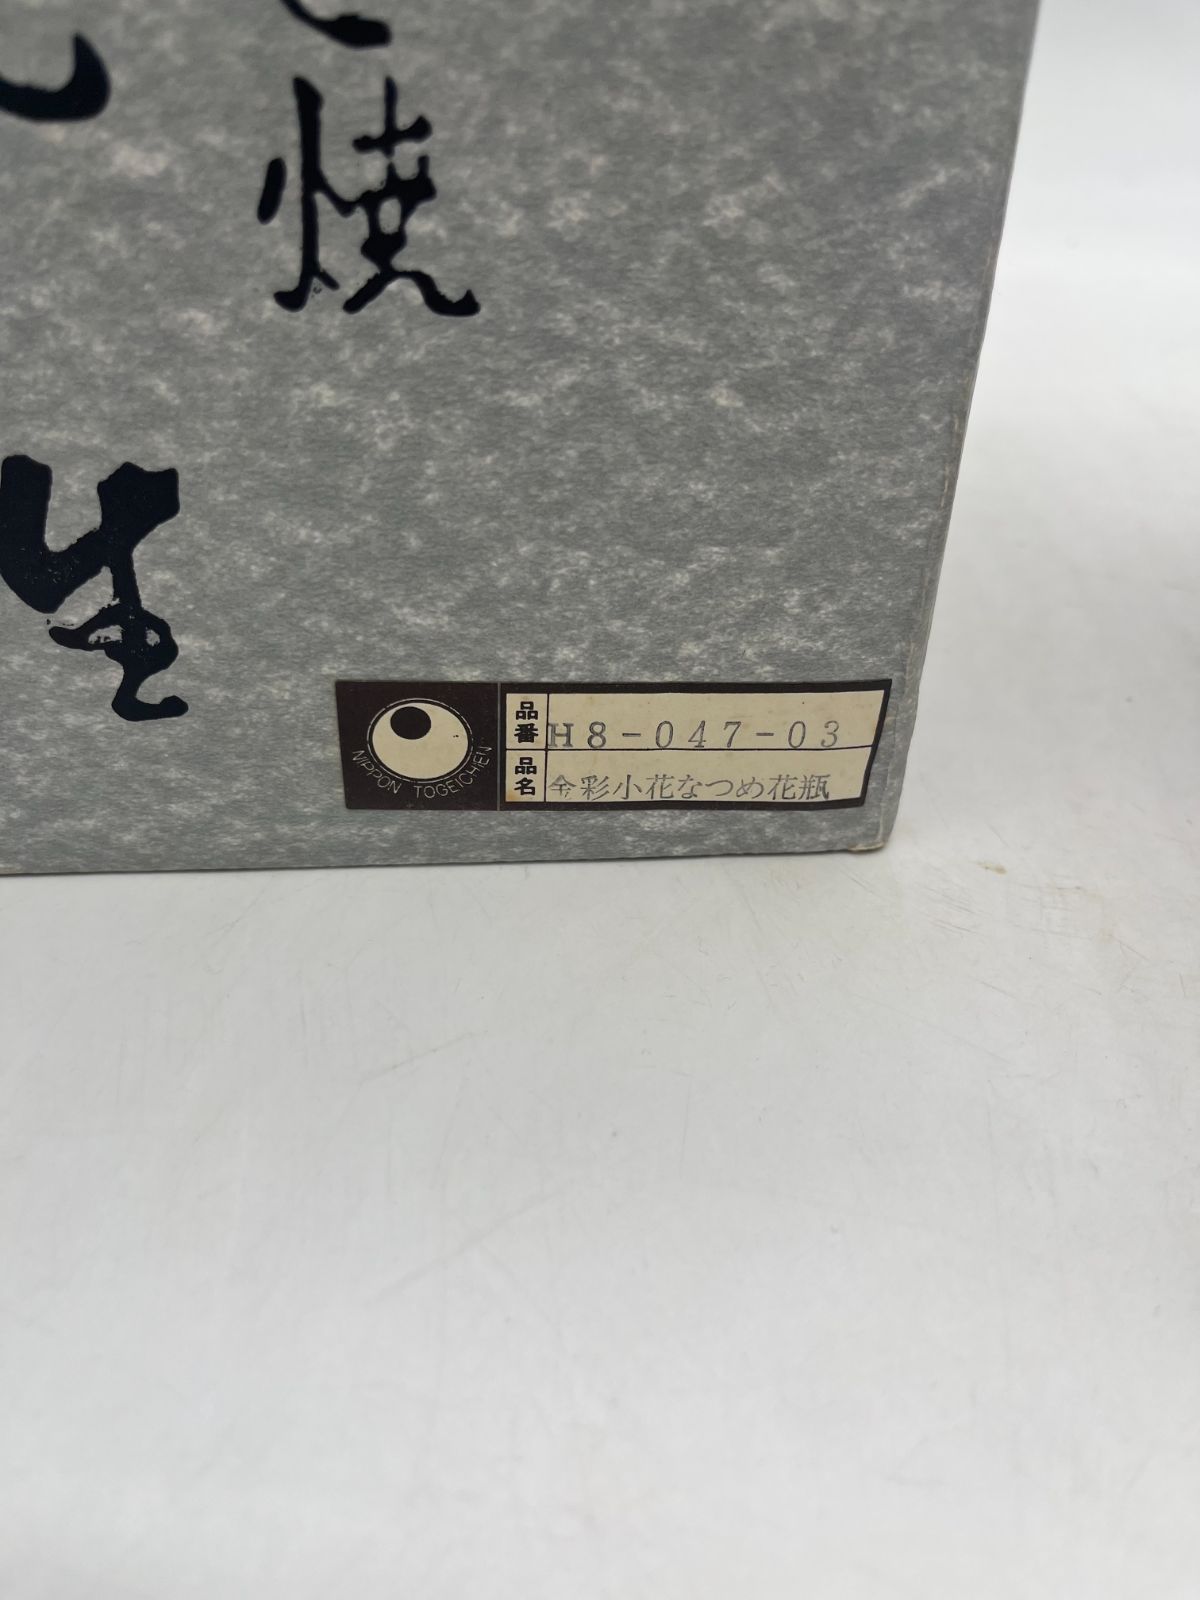 焼
生
NIPPON TOGEICHEN
品番 H8-047-03
品名 金彩小花なつめ花瓶